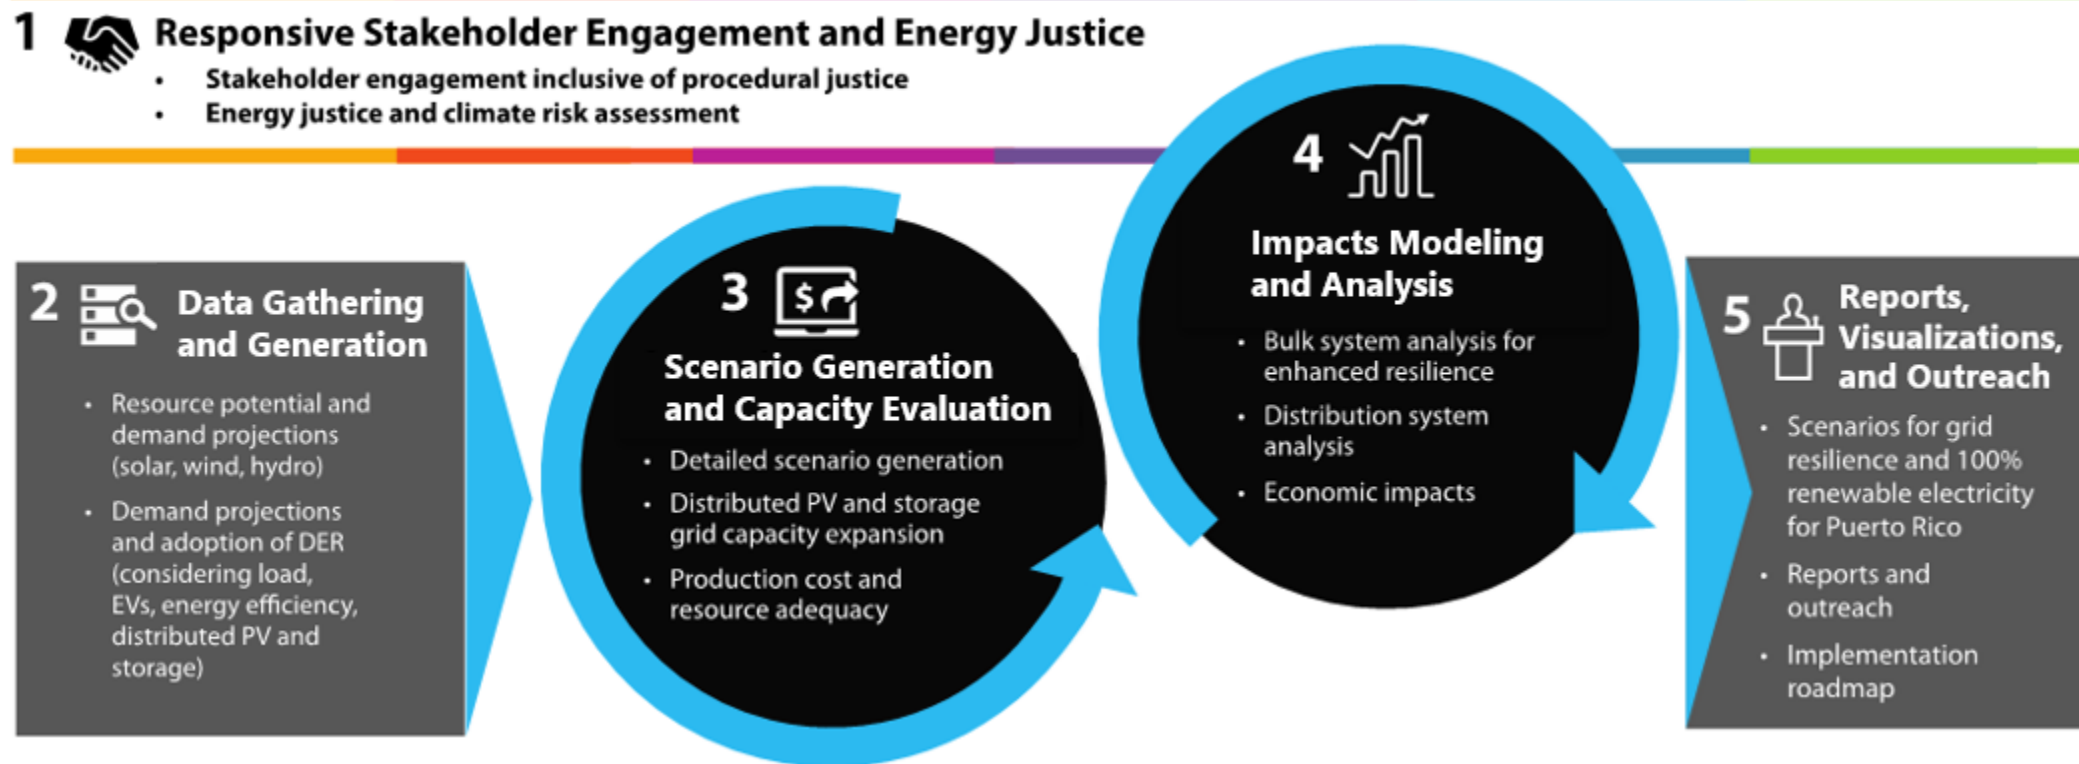 1 Responsive Stakeholder Engagement and Energy Justice
• Stakeholder engagement inclusive of procedural justice
• Energy justice and climate risk assessment
2 Data Gathering
and Generation
• Resource potential and
demand projections
(solar, wind, hydro)
• Demand projections
and adoption of DER
(considering load,
EVs, energy efficiency,
distributed PV and
storage)
3 $
Scenario Generation
and Capacity Evaluation
• Detailed scenario generation
• Distributed PV and storage
grid capacity expansion
• Production cost and
resource adequacy
4
Impacts Modeling
and Analysis
• Bulk system analysis for
enhanced resilience
• Distribution system
analysis
• Economic impacts
5 Reports,
Visualizations,
and Outreach
• Scenarios for grid
resilience and 100%
renewable electricity
for Puerto Rico
• Reports and
outreach
• Implementation
roadmap